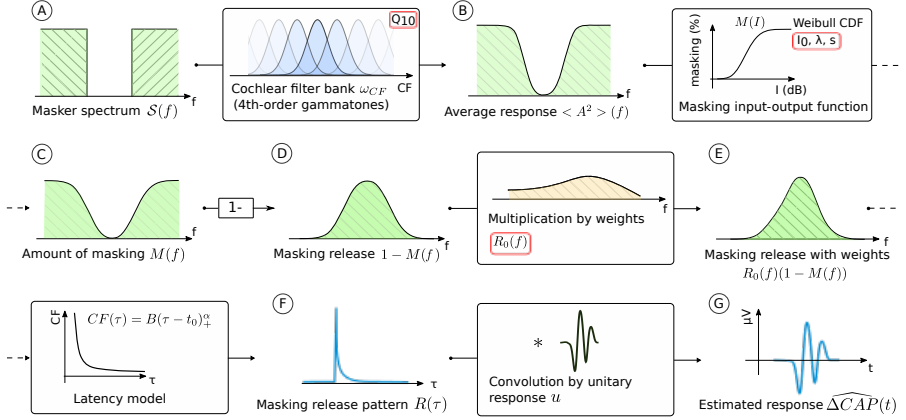 A
f
Masker spectrum S(f)
Q10
CF
Cochlear filter bank ω_CF
(4th-order gammatones)
B
f
Average response < A² > (f)
masking (%)
M(I)
Weibull CDF
I₀, λ, s
I (dB)
Masking input-output function
C
f
Amount of masking M(f)
1-
D
f
Masking release 1 − M(f)
f
Multiplication by weights
R₀(f)
E
f
Masking release with weights
R₀(f)(1 − M(f))
CF
CF(τ) = B(τ − t₀)₊^α
τ
Latency model
F
τ
Masking release pattern R(τ)
*
Convolution by unitary
response u
G
μV
t
Estimated response \widehat{ΔCAP}(t)